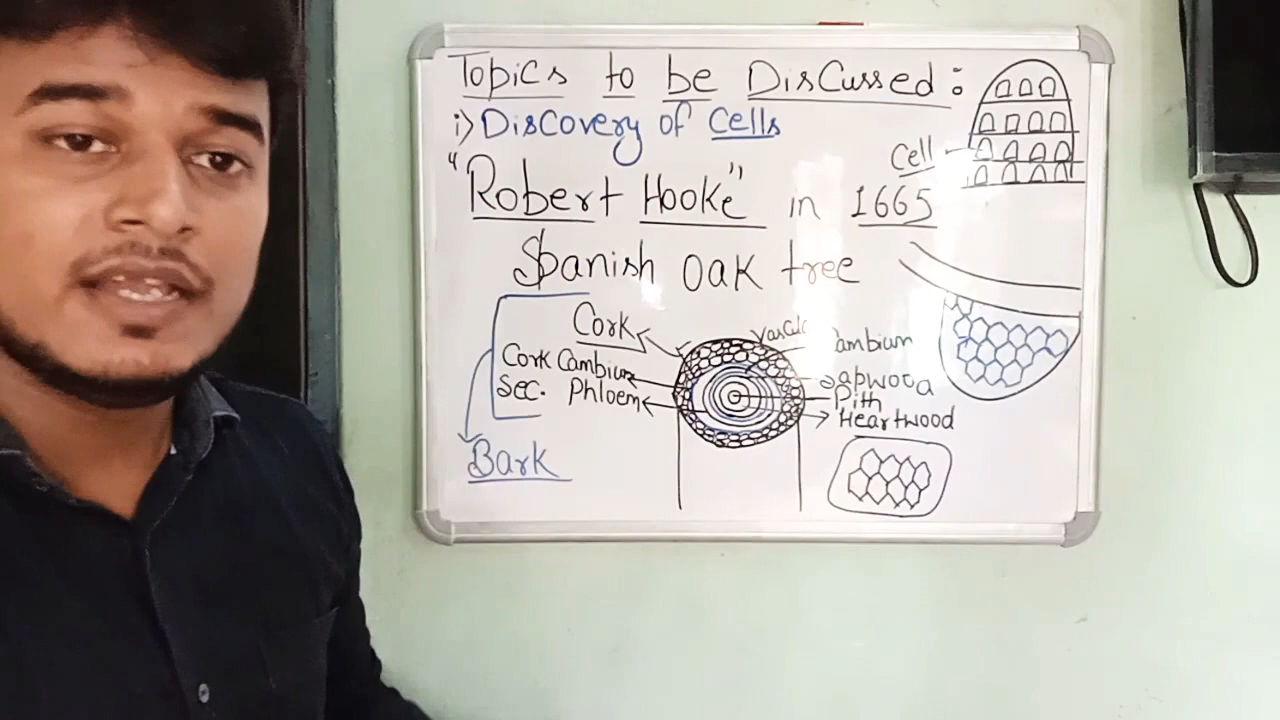 Topics to be Discussed:
i) Discovery of Cells
Cell
"Robert Hooke" in 1665
Spanish oak tree
Cork
Cork Cambium
Sec. Phloem
Bark
Cambium
Sapwood
Pith
Heartwood